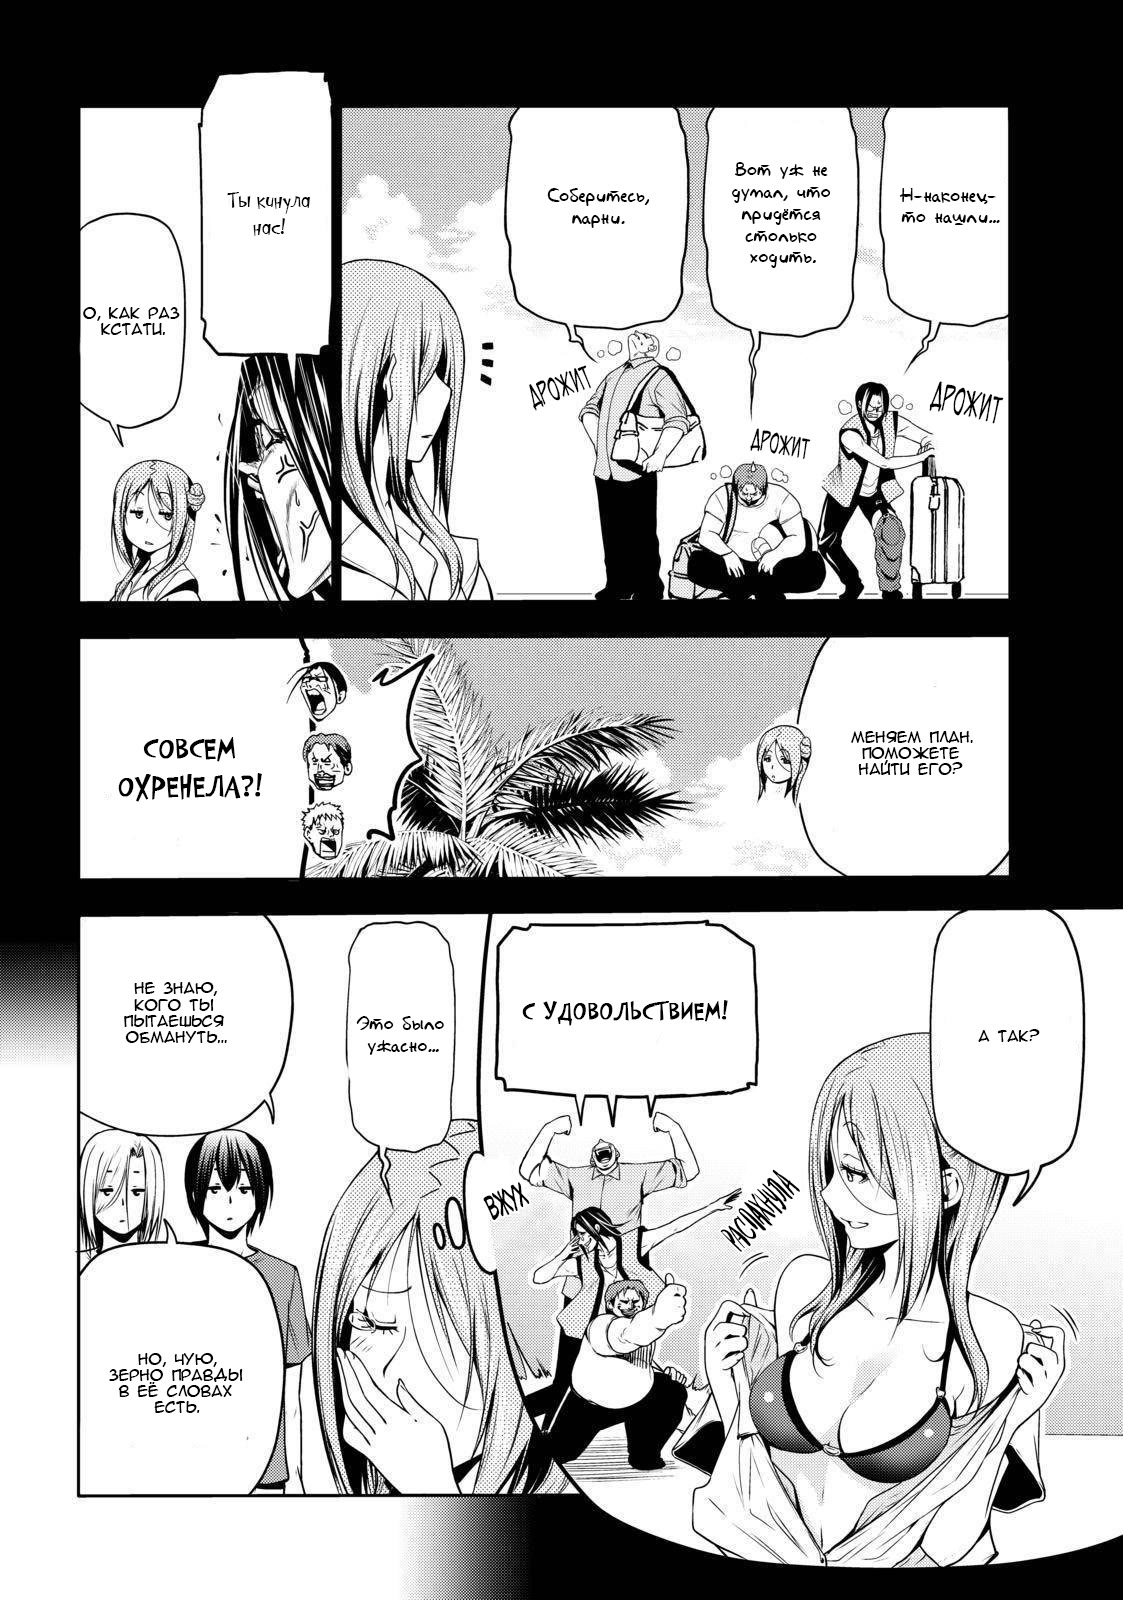 Н-наконец-
то нашли...
Вот уж не
думал, что
придётся
столько
ходить.
Соберитесь,
парни.
ДРОЖИТ
ДРОЖИТ
ДРОЖИТ
Ты кинула
нас!
О, КАК РАЗ
КСТАТИ.
МЕНЯЕМ ПЛАН.
ПОМОЖЕТЕ
НАЙТИ ЕГО?
СОВСЕМ
ОХРЕНЕЛА?!
А ТАК?
РАСПАХНУЛА
С УДОВОЛЬСТВИЕМ!
ВЖУХ
Это было
ужасно...
НЕ ЗНАЮ,
КОГО ТЫ
ПЫТАЕШЬСЯ
ОБМАНУТЬ...
НО, ЧУЮ,
ЗЕРНО ПРАВДЫ
В ЕЁ СЛОВАХ
ЕСТЬ.